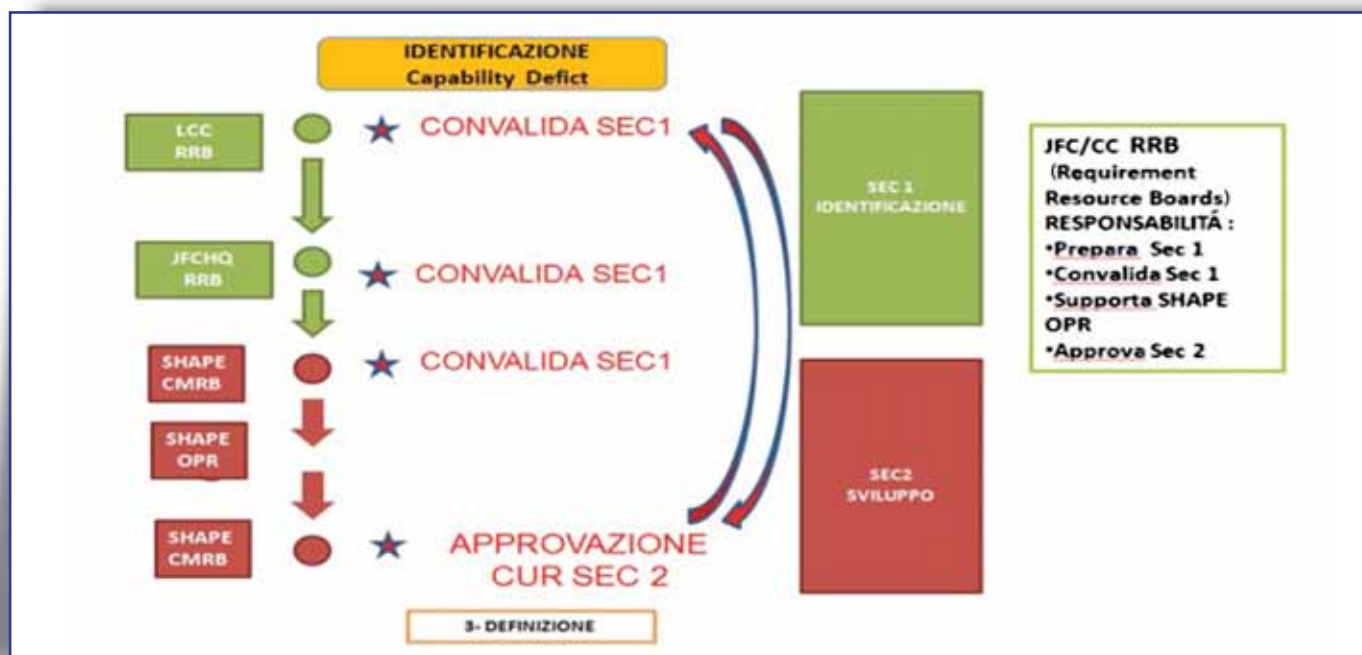 IDENTIFICAZIONE
Capability Defict
LCC
RRB
CONVALIDA SEC1
JFCHQ
RRB
CONVALIDA SEC1
SHAPE
CMRB
CONVALIDA SEC1
SHAPE
OPR
SHAPE
CMRB
APPROVAZIONE
CUR SEC 2
3- DEFINIZIONE
SEC 1
IDENTIFICAZIONE
SEC2
SVILUPPO
JFC/CC RRB
(Requirement
Resource Boards)
RESPONSABILITÁ :
•Prepara Sec 1
•Convalida Sec 1
•Supporta SHAPE
OPR
•Approva Sec 2